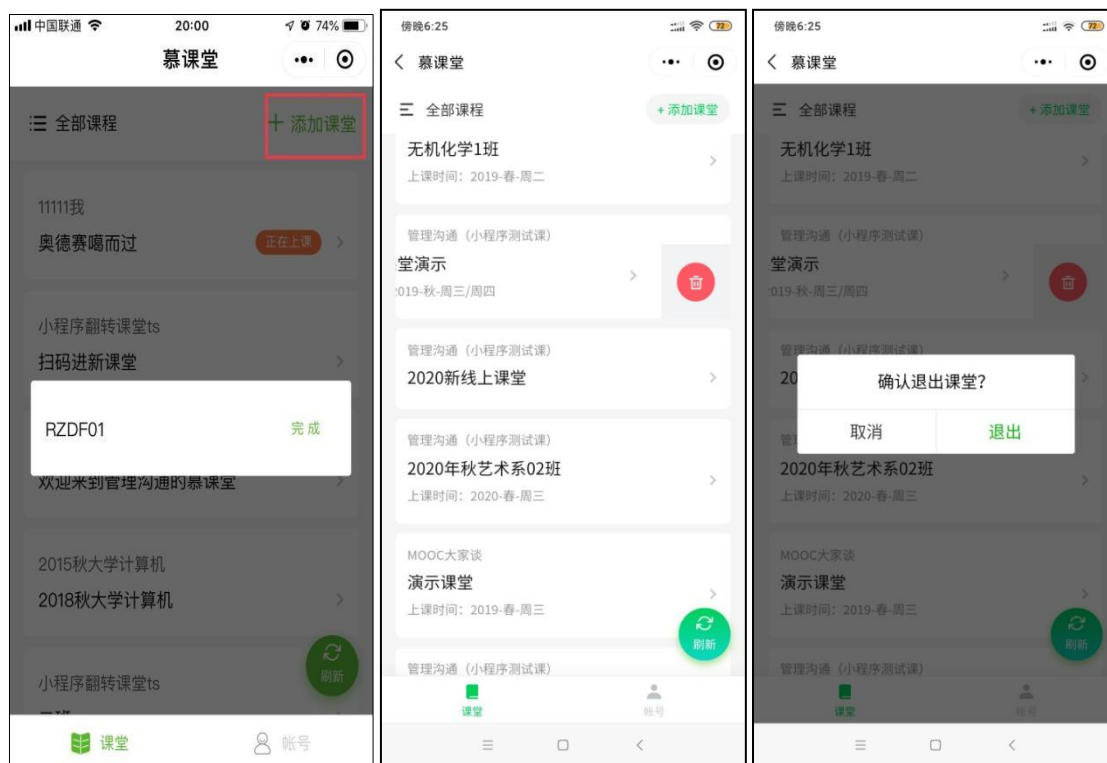 中国联通
20:00
74%
慕课堂
全部课程
+ 添加课堂
11111我
奥德赛噶而过
正在上课
小程序翻转课堂ts
扫码进新课堂
RZDF01
完成
欢迎来到管理沟通的慕课堂
2015秋大学计算机
2018秋大学计算机
刷新
小程序翻转课堂ts
课堂
帐号
傍晚6:25
72
慕课堂
全部课程
+ 添加课堂
无机化学1班
上课时间：2019-春-周二
管理沟通（小程序测试课）
堂演示
2019-秋-周三/周四
管理沟通（小程序测试课）
2020新线上课堂
管理沟通（小程序测试课）
2020年秋艺术系02班
上课时间：2020-春-周三
MOOC大家谈
演示课堂
上课时间：2019-春-周三
刷新
管理沟通（小程序测试课）
课堂
帐号
傍晚6:25
72
慕课堂
全部课程
+ 添加课堂
无机化学1班
上课时间：2019-春-周二
管理沟通（小程序测试课）
堂演示
019-秋-周三/周四
管理沟通（小程序测试课）
20
确认退出课堂？
取消
退出
2020年秋艺术系02班
上课时间：2020-春-周三
MOOC大家谈
演示课堂
上课时间：2019-春-周三
刷新
管理沟通（小程序测试课）
课堂
帐号